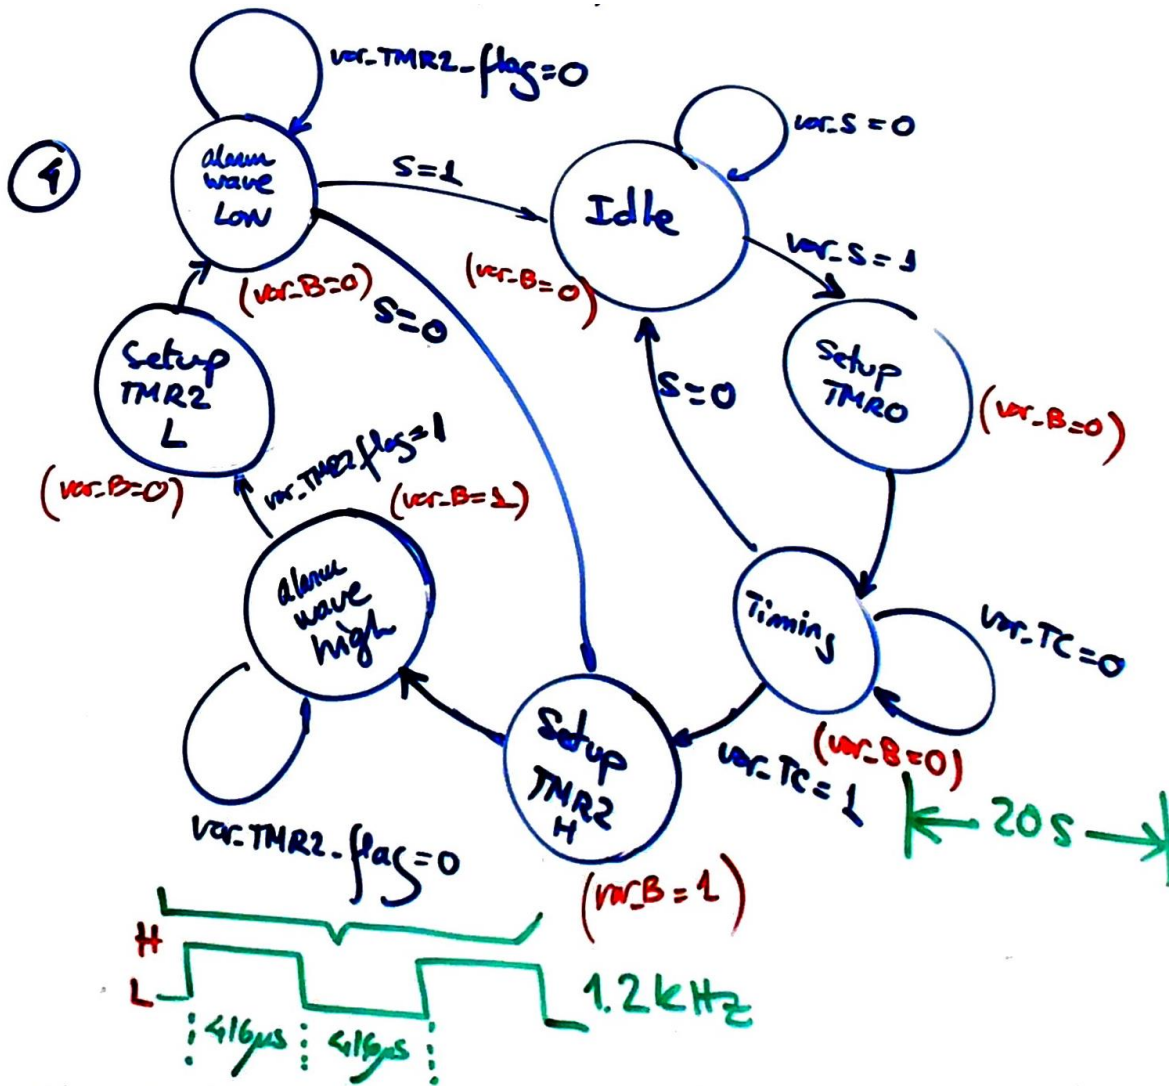 var_TMR2_flag=0
4
alarm
wave
LOW
S=1
Idle
var_S=0
var_S=1
(var_B=0)
(var_B=0)
S=0
Setup
TMR2
L
(var_B=0)
var_TMR2_flag=1
(var_B=1)
S=0
Setup
TMR0
(var_B=0)
alarm
wave
high
Timing
var_TC=0
(var_B=0)
var_TC=1
Setup
TMR2
H
(var_B=1)
var_TMR2_flag=0
20s
H
L
416µs
416µs
1.2kHz